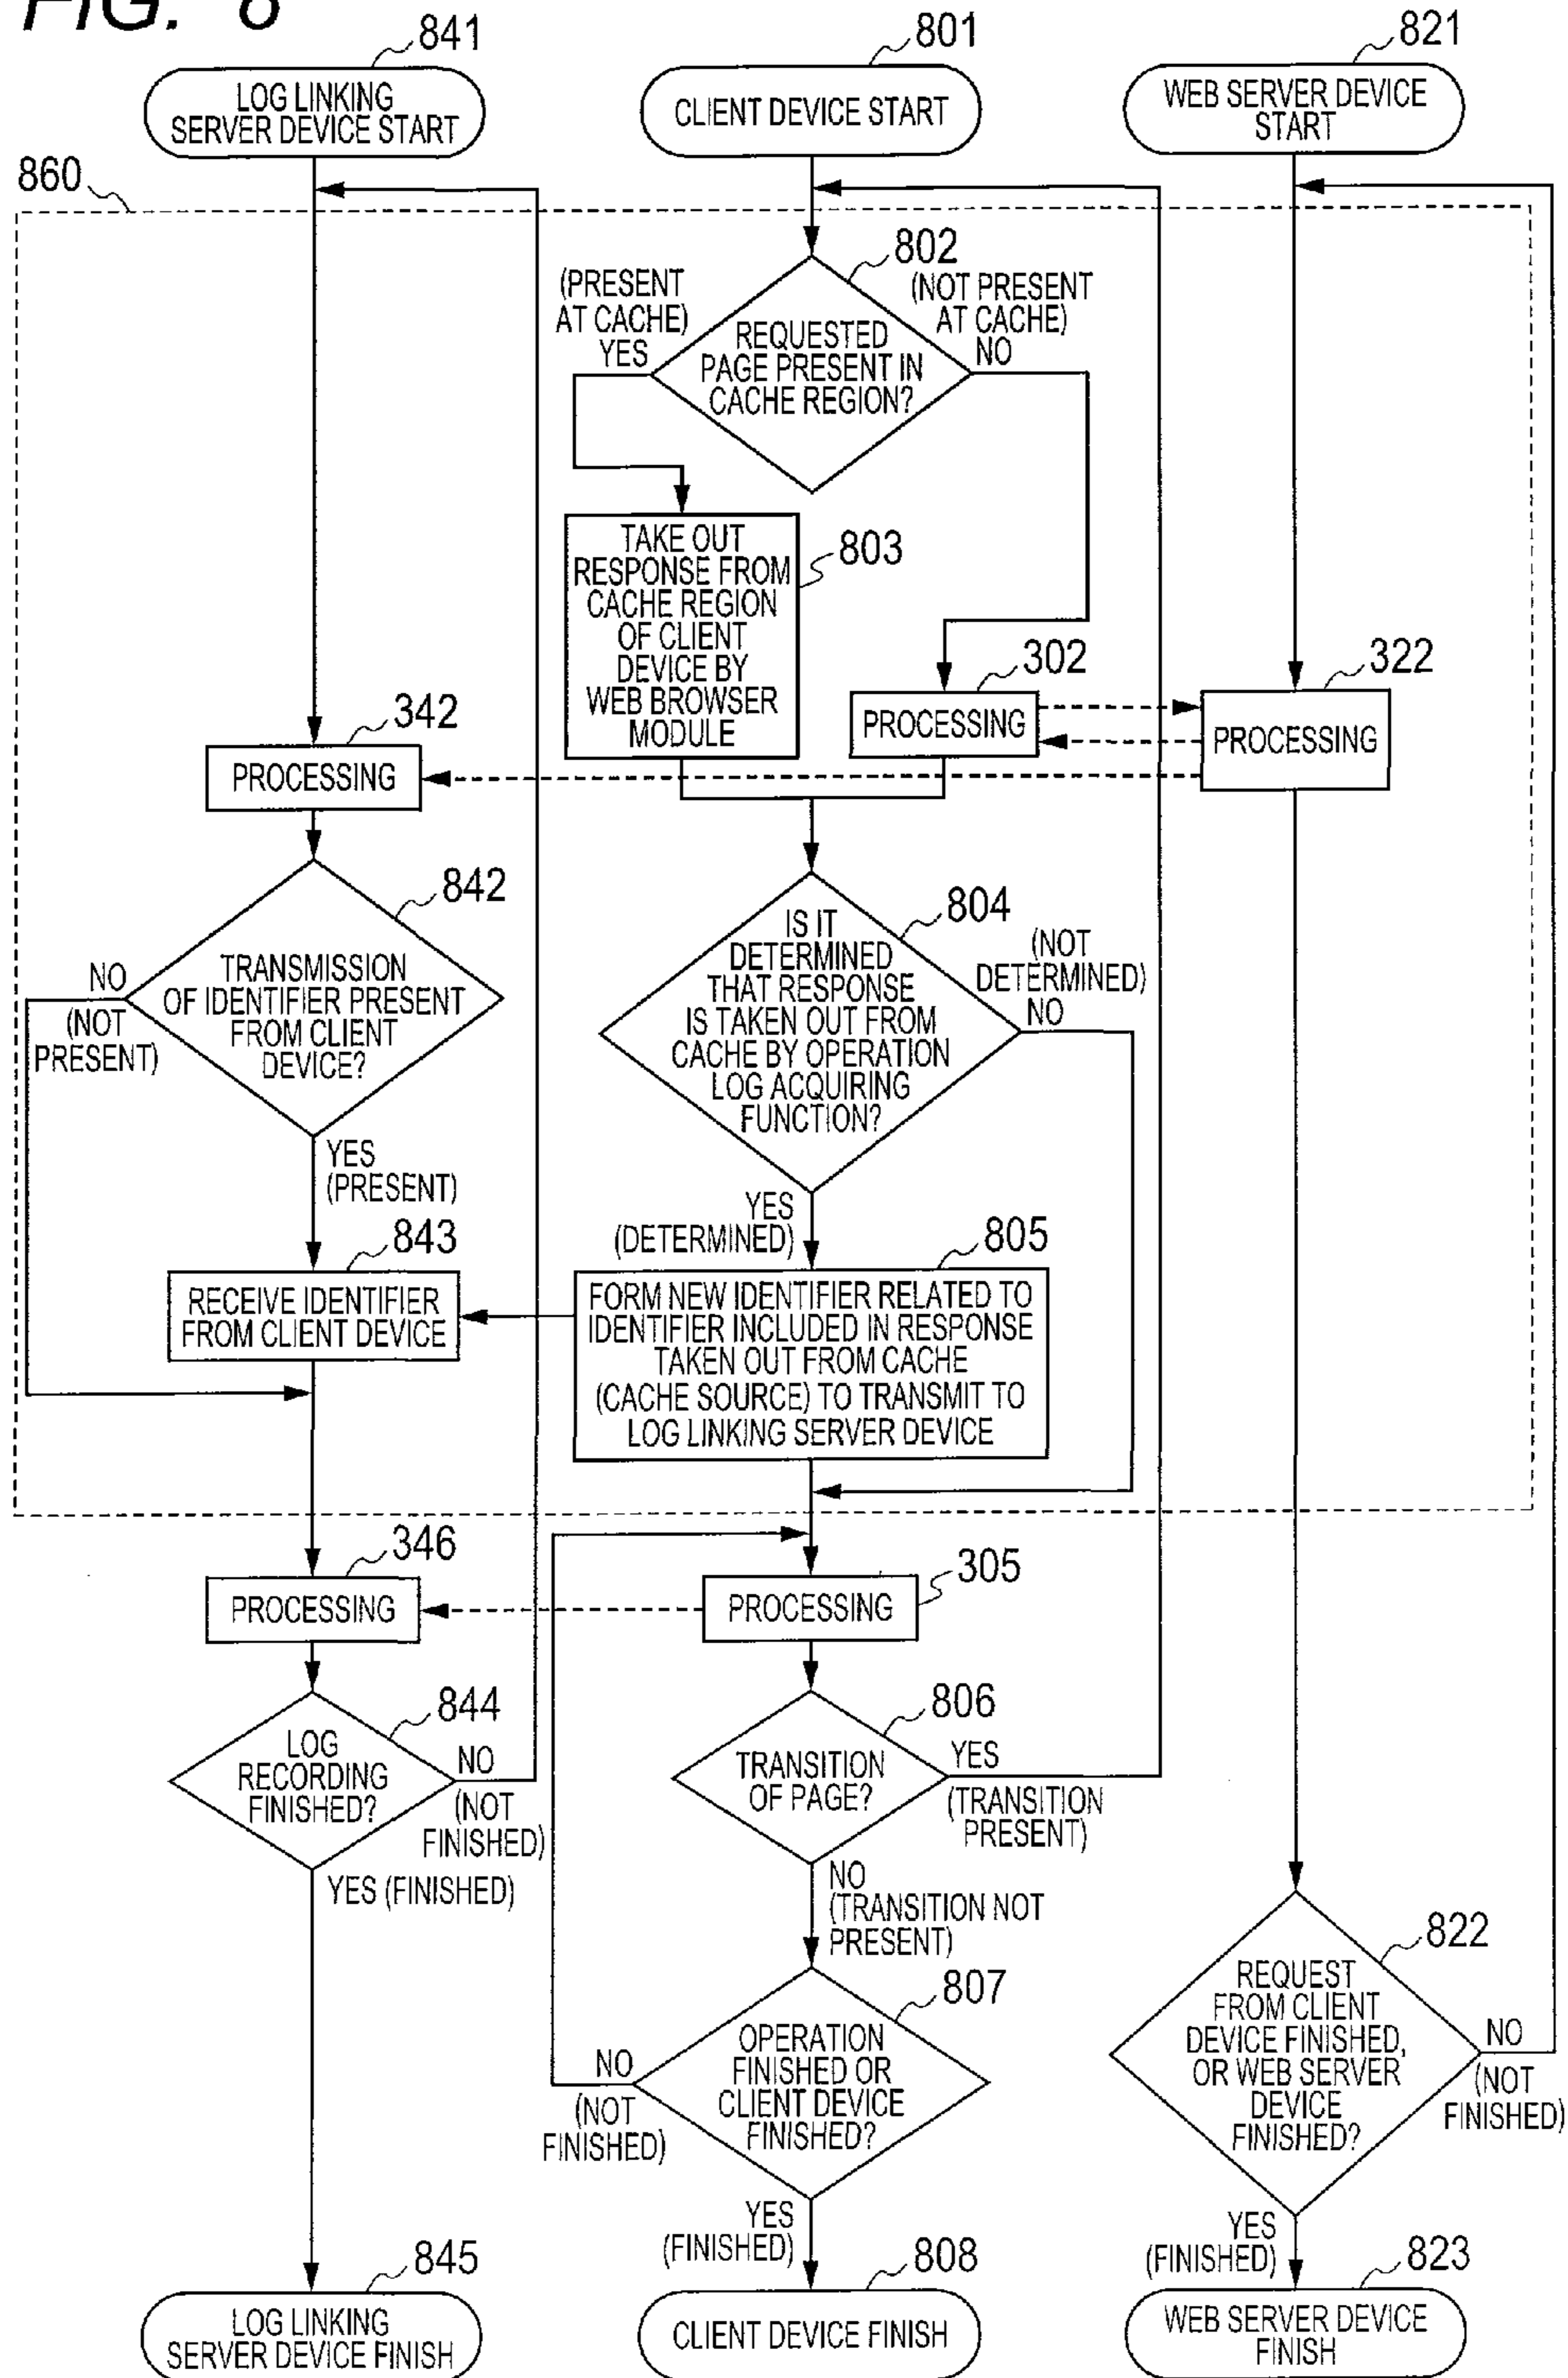 FIG. 8
841
LOG LINKING
SERVER DEVICE START
801
CLIENT DEVICE START
821
WEB SERVER DEVICE
START
860
802
(PRESENT
AT CACHE)
YES
(NOT PRESENT
AT CACHE)
NO
REQUESTED
PAGE PRESENT IN
CACHE REGION?
803
TAKE OUT
RESPONSE FROM
CACHE REGION
OF CLIENT
DEVICE BY
WEB BROWSER
MODULE
302
PROCESSING
322
PROCESSING
342
PROCESSING
842
TRANSMISSION
OF IDENTIFIER PRESENT
FROM CLIENT
DEVICE?
NO
(NOT
PRESENT)
YES
(PRESENT)
804
IS IT
DETERMINED
THAT RESPONSE
IS TAKEN OUT FROM
CACHE BY OPERATION
LOG ACQUIRING
FUNCTION?
(NOT
DETERMINED)
NO
YES
(DETERMINED)
843
RECEIVE IDENTIFIER
FROM CLIENT DEVICE
805
FORM NEW IDENTIFIER RELATED TO
IDENTIFIER INCLUDED IN RESPONSE
TAKEN OUT FROM CACHE
(CACHE SOURCE) TO TRANSMIT TO
LOG LINKING SERVER DEVICE
346
PROCESSING
305
PROCESSING
844
LOG
RECORDING
FINISHED?
NO
(NOT
FINISHED)
YES (FINISHED)
806
TRANSITION
OF PAGE?
YES
(TRANSITION
PRESENT)
NO
(TRANSITION NOT
PRESENT)
807
OPERATION
FINISHED OR
CLIENT DEVICE
FINISHED?
NO
(NOT
FINISHED)
YES
(FINISHED)
822
REQUEST
FROM CLIENT
DEVICE FINISHED,
OR WEB SERVER
DEVICE
FINISHED?
NO
(NOT
FINISHED)
YES
(FINISHED)
845
LOG LINKING
SERVER DEVICE FINISH
808
CLIENT DEVICE FINISH
823
WEB SERVER DEVICE
FINISH